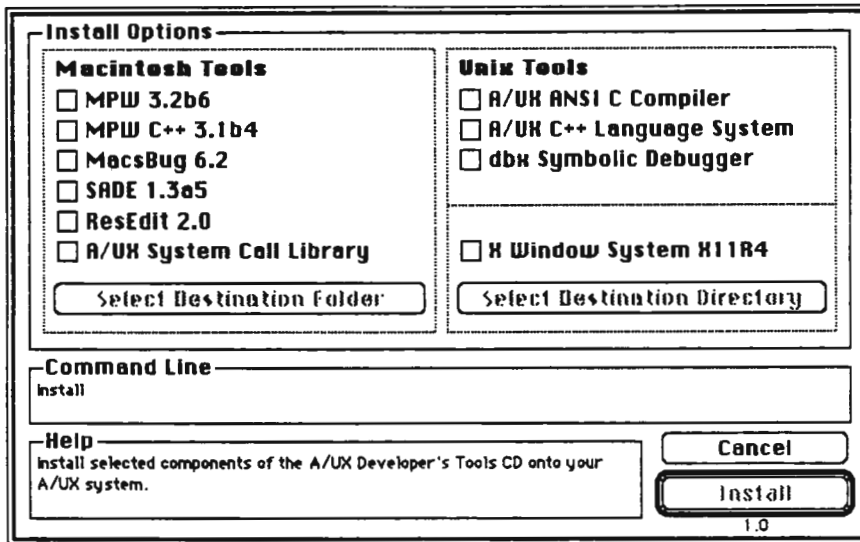 Install Options
Macintosh Tools
MPW 3.2b6
MPW C++ 3.1b4
MacsBug 6.2
SADE 1.3a5
ResEdit 2.0
A/UX System Call Library
Select Destination Folder
Unix Tools
A/UX ANSI C Compiler
A/UX C++ Language System
dbx Symbolic Debugger
X Window System X11R4
Select Destination Directory
Command Line
install
Help
Install selected components of the A/UX Developer's Tools CD onto your
A/UX system.
Cancel
Install
1.0